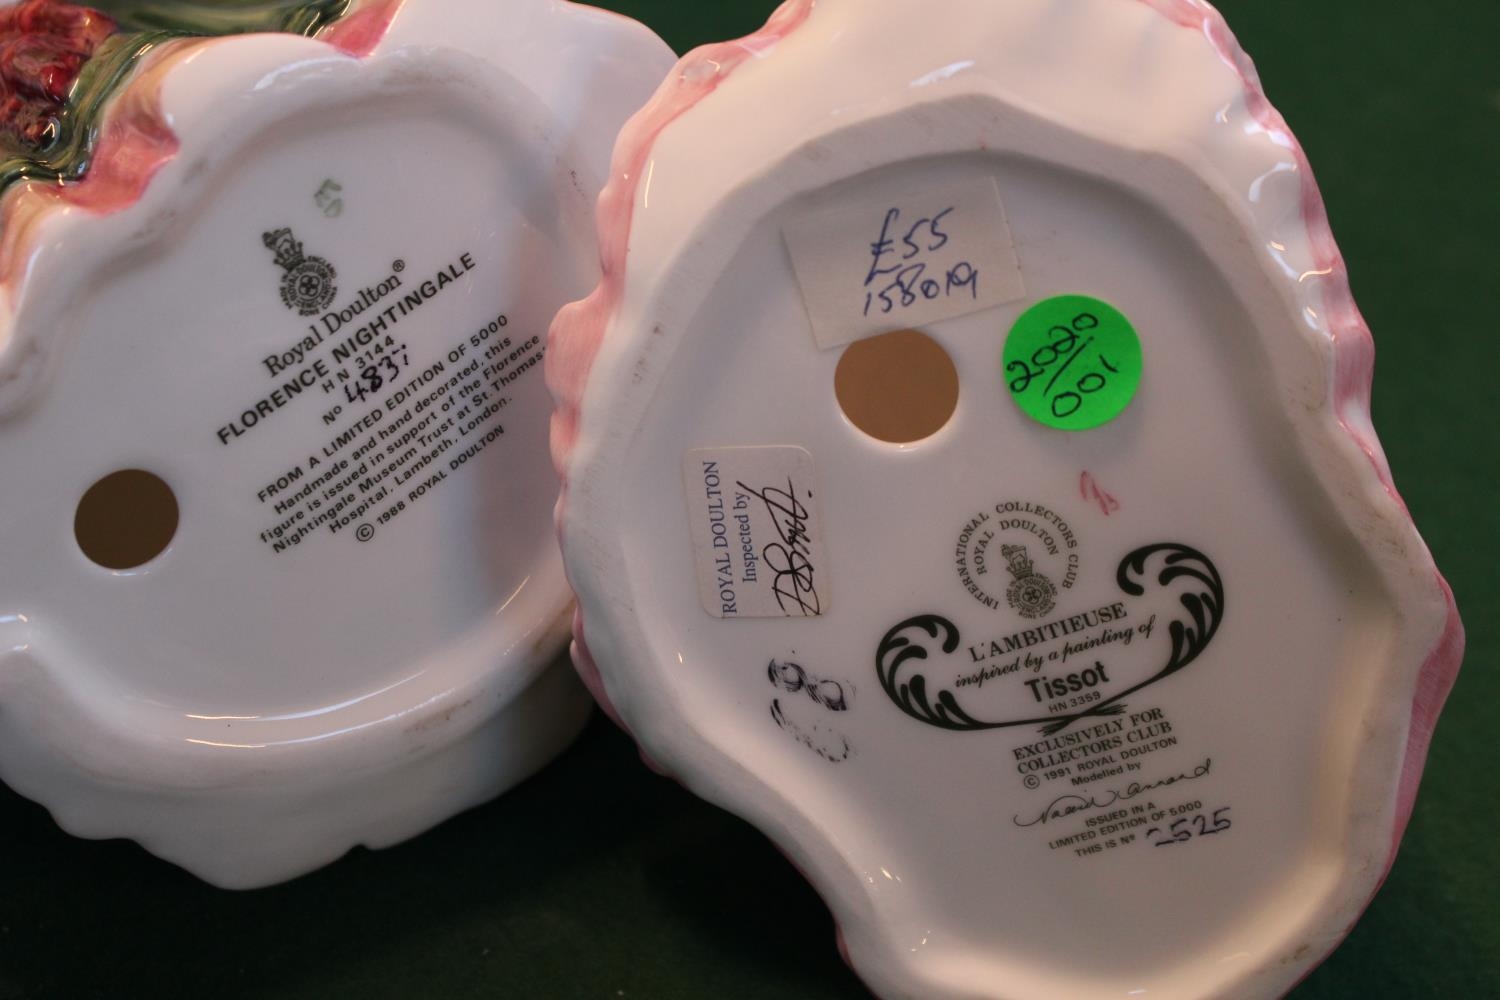 Royal Doulton®
FLORENCE NIGHTINGALE
HN 3144
Nº
FROM A LIMITED EDITION OF 5000
Handmade and hand decorated, this
figure is issued in support of the Florence
Nightingale Museum Trust at St. Thomas'
Hospital, Lambeth, London.
© 1988 ROYAL DOULTON
£55
158019
2020/
001
ROYAL DOULTON
Inspected by
INTERNATIONAL COLLECTORS CLUB
ROYAL DOULTON
L'AMBITIEUSE
inspired by a painting of
Tissot
HN 3359
EXCLUSIVELY FOR
COLLECTORS CLUB
© 1991 ROYAL DOULTON
Modelled by
ISSUED IN A
LIMITED EDITION OF 5000
THIS IS Nº 2525